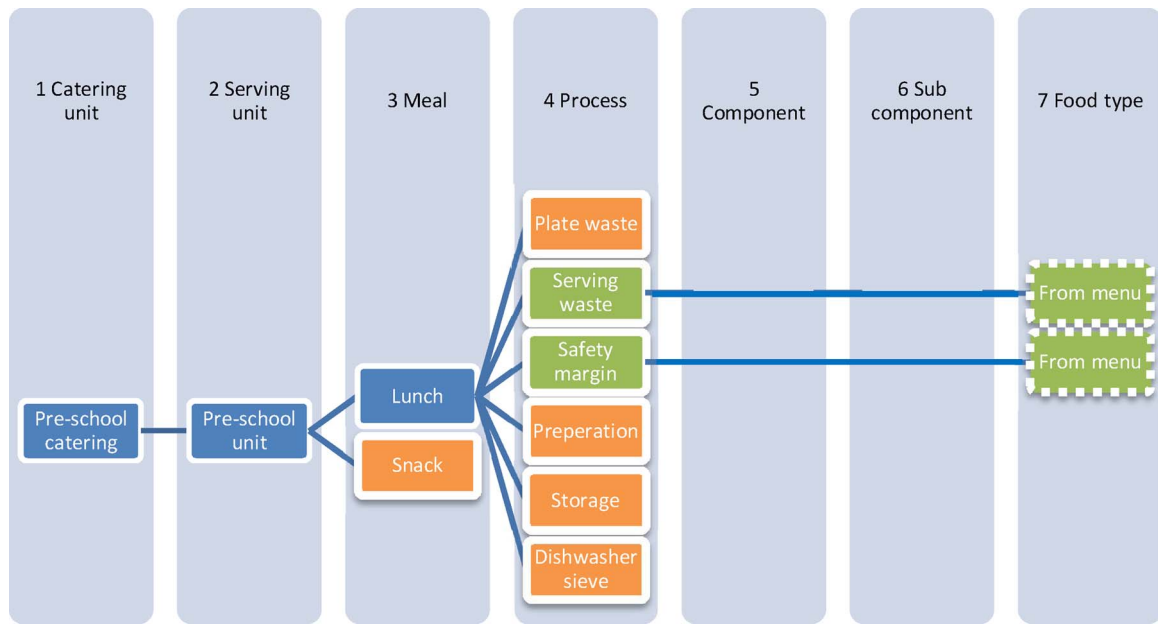 1 Catering
unit
2 Serving
unit
3 Meal
4 Process
5
Component
6 Sub
component
7 Food type
Pre-school
catering
Pre-school
unit
Lunch
Snack
Plate waste
Serving
waste
Safety
margin
Preperation
Storage
Dishwasher
sieve
From menu
From menu